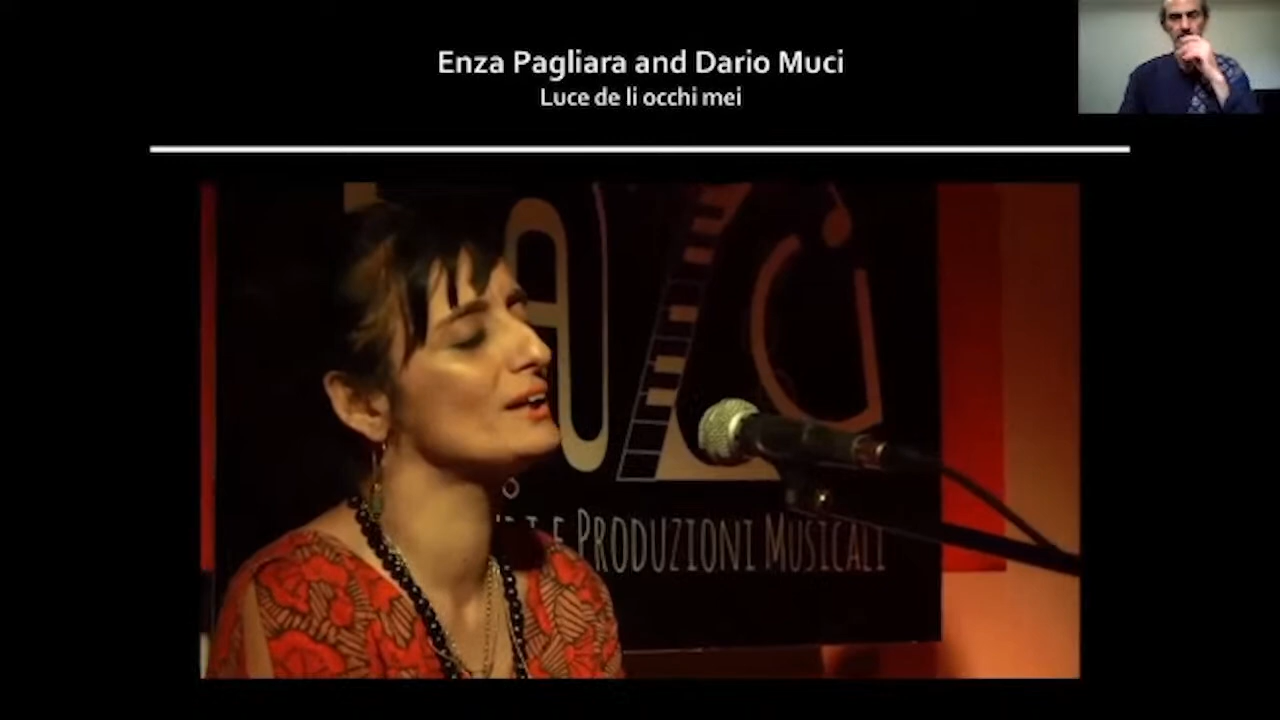 Enza Pagliara and Dario Muci
Luce de li occhi mei
E PRODUZIONI MUSICALI